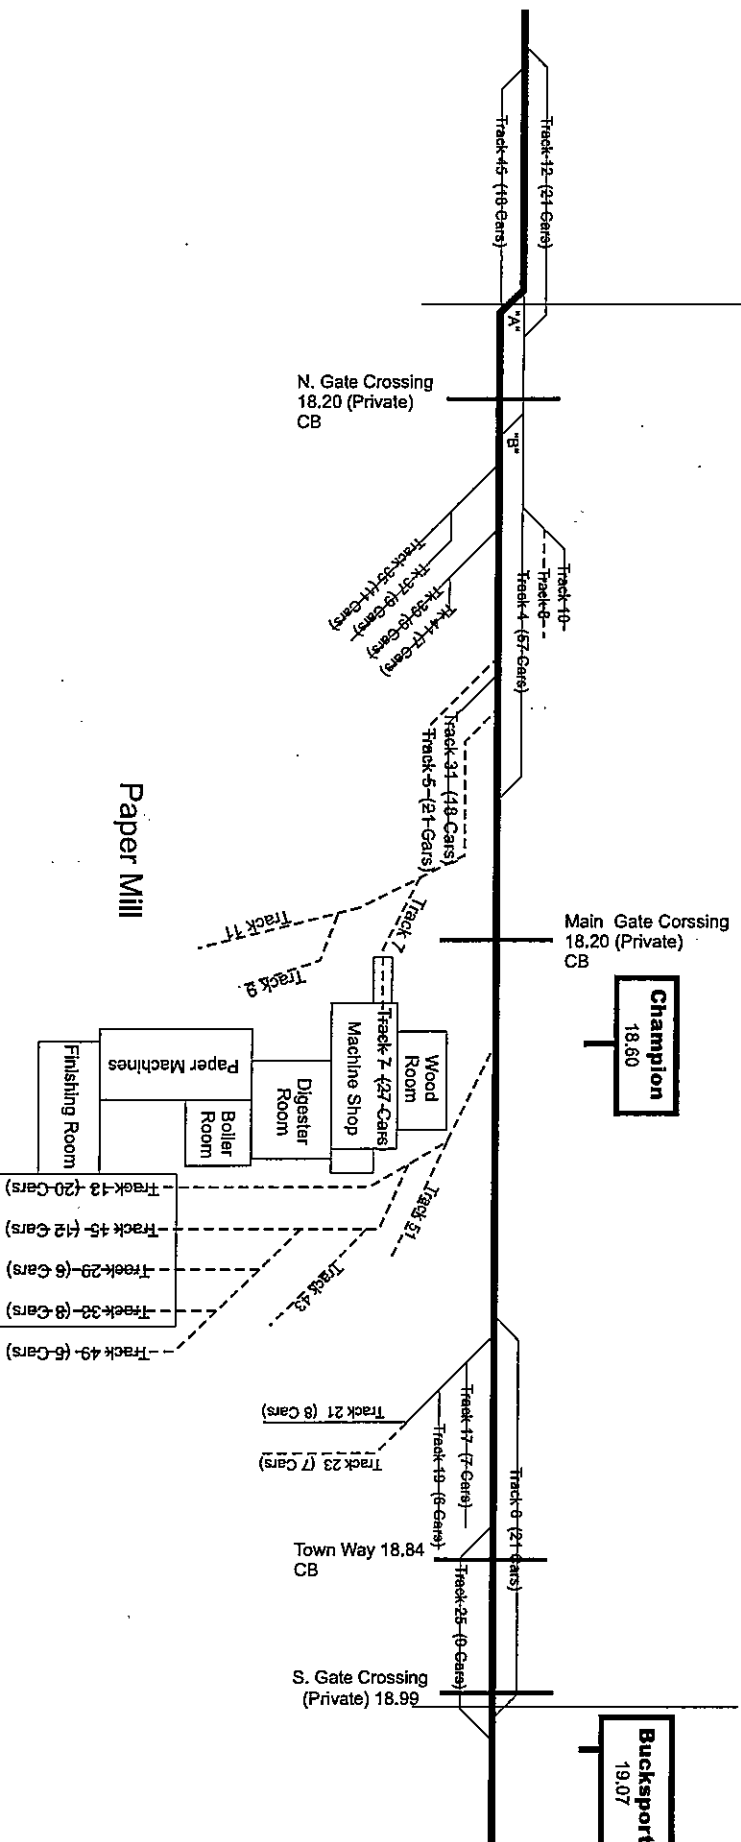 Track 12 (21 Cars)
Track 45 (18 Cars)
"A"
N. Gate Crossing
18.20 (Private)
CB
"B"
Track 10
Track 8
Track 4 (57 Cars)
Track 35 (11 Cars)
Tk 37 (9 Cars)
Tk 39 (9 Cars)
Tk 41 (7 Cars)
Track 31 (18 Cars)
Track 5 (21 Cars)
Paper Mill
Track 7
Track 11
Track 9
Main Gate Corssing
18.20 (Private)
CB
Champion
18.60
Track 7 (27 Cars
Wood
Room
Machine Shop
Digester
Room
Paper Machines
Boiler
Room
Finishing Room
Track 13 (20 Cars)
Track 15 (12 Cars)
Track 29 (6 Cars)
Track 33 (8 Cars)
Track 49 (5 Cars)
Track 51
Track 43
Track 21 (8 Cars)
Track 23 (7 Cars)
Track 17 (7 Cars)
Track 19 (6 Cars)
Track 6 (21 Cars)
Town Way 18.84
CB
Track 25 (9 Cars)
S. Gate Crossing
(Private) 18.99
Bucksport
19.07